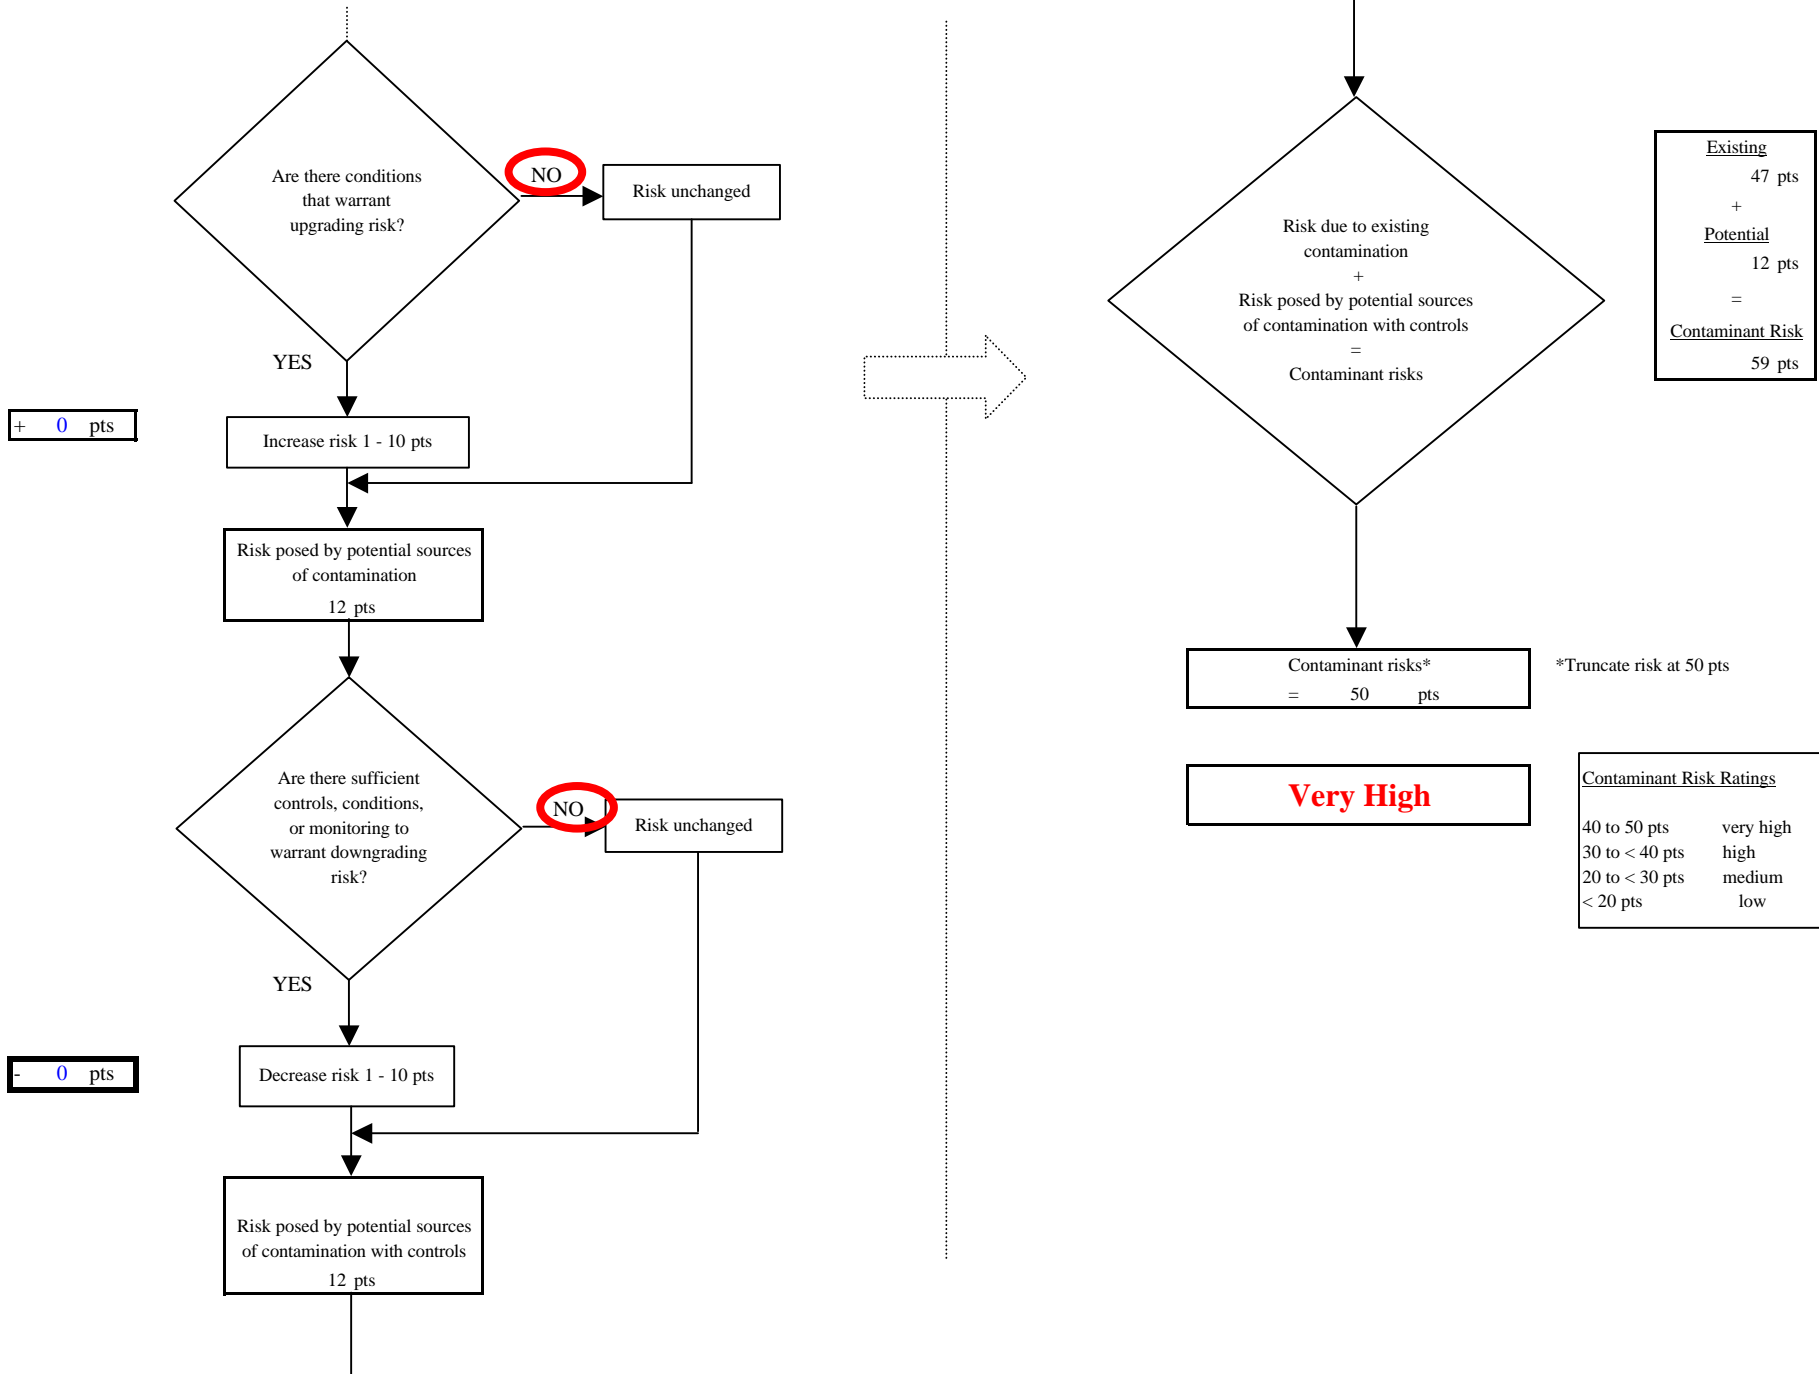 Are there conditions
that warrant
upgrading risk?
NO
Risk unchanged
YES
+ 0 pts
Increase risk 1 - 10 pts
Risk posed by potential sources
of contamination
12 pts
Are there sufficient
controls, conditions,
or monitoring to
warrant downgrading
risk?
NO
Risk unchanged
YES
- 0 pts
Decrease risk 1 - 10 pts
Risk posed by potential sources
of contamination with controls
12 pts
Risk due to existing
contamination
+
Risk posed by potential sources
of contamination with controls
=
Contaminant risks
Existing
47 pts
+
Potential
12 pts
=
Contaminant Risk
59 pts
Contaminant risks*
= 50 pts
*Truncate risk at 50 pts
Very High
Contaminant Risk Ratings
40 to 50 pts very high
30 to < 40 pts high
20 to < 30 pts medium
< 20 pts low